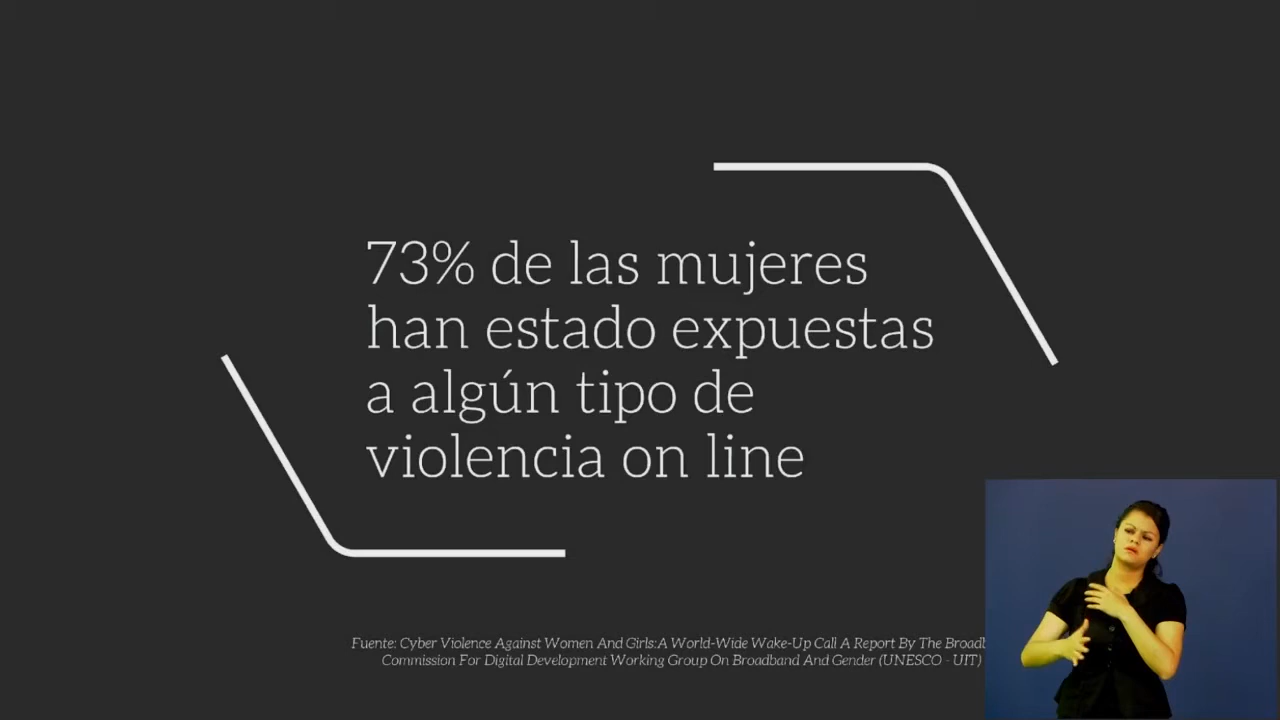 73% de las mujeres
han estado expuestas
a algún tipo de
violencia on line
Fuente: Cyber Violence Against Women And Girls:A World-Wide Wake-Up Call A Report By The
Commission For Digital Development Working Group On Broadband And Gender (UNESCO - UIT)